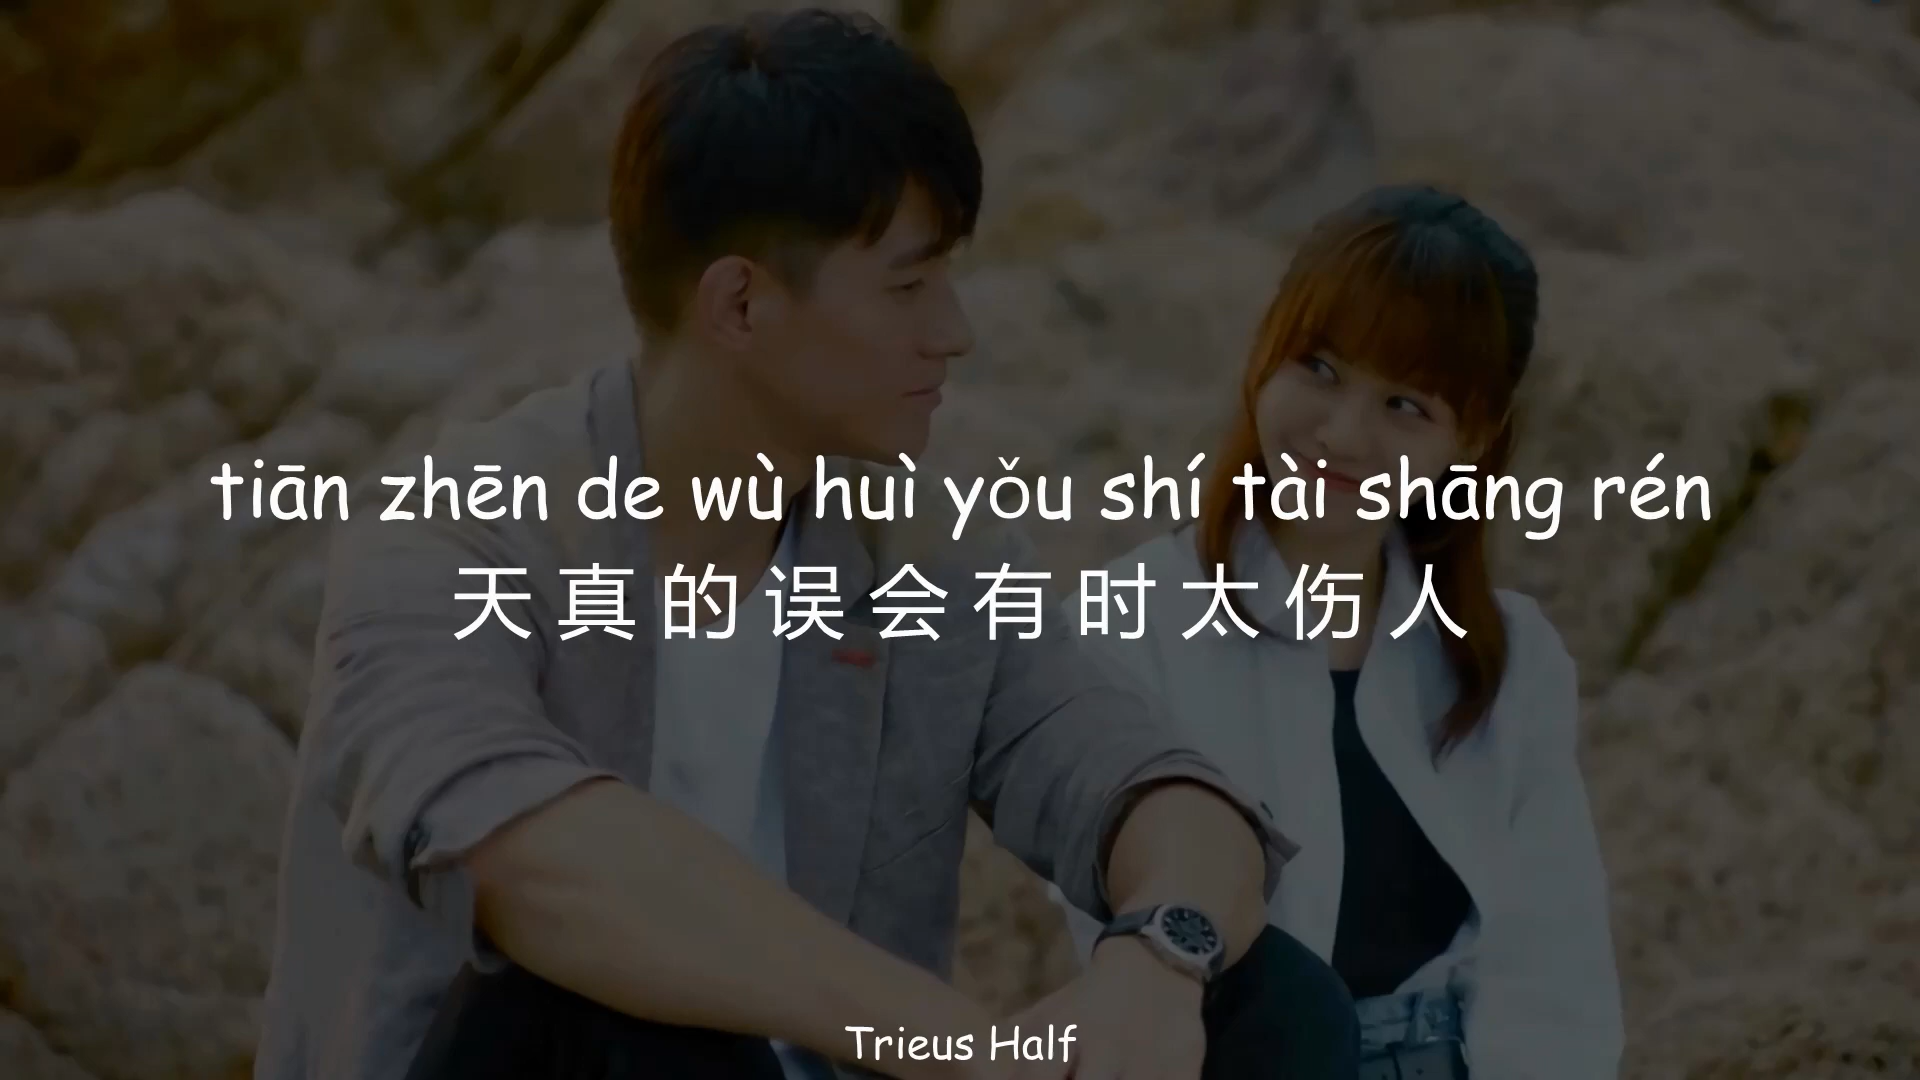 tiān zhēn de wù huì yǒu shí tài shāng rén
天真的误会有时太伤人
Trieus Half